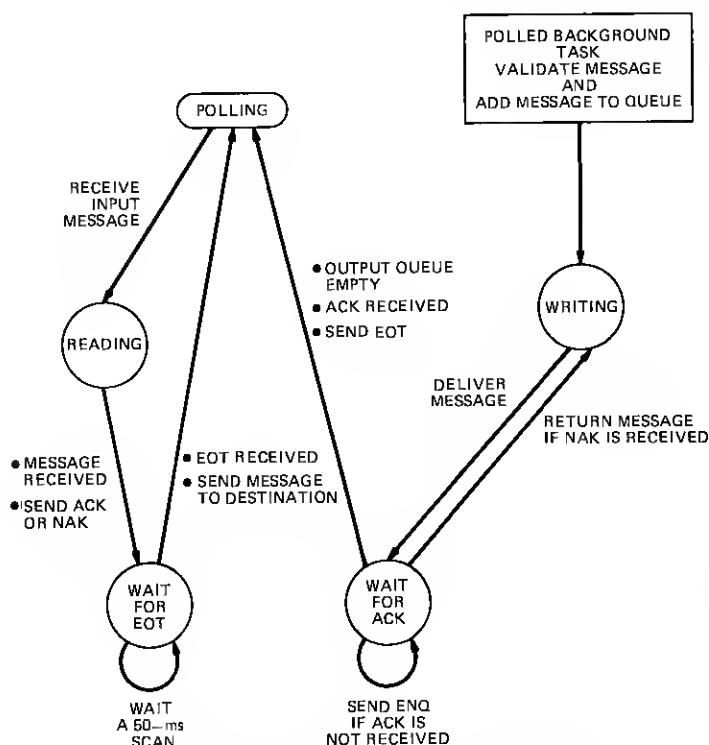 POLLED BACKGROUND
TASK
VALIDATE MESSAGE
AND
ADD MESSAGE TO QUEUE
POLLING
RECEIVE
INPUT
MESSAGE
• OUTPUT QUEUE
EMPTY
• ACK RECEIVED
• SEND EOT
READING
WRITING
DELIVER
MESSAGE
RETURN MESSAGE
IF NAK IS RECEIVED
• MESSAGE
RECEIVED
• SEND ACK
OR NAK
• EOT RECEIVED
• SEND MESSAGE
TO DESTINATION
WAIT
FOR
EOT
WAIT
FOR
ACK
WAIT
A 50-ms
SCAN
SEND ENQ
IF ACK IS
NOT RECEIVED